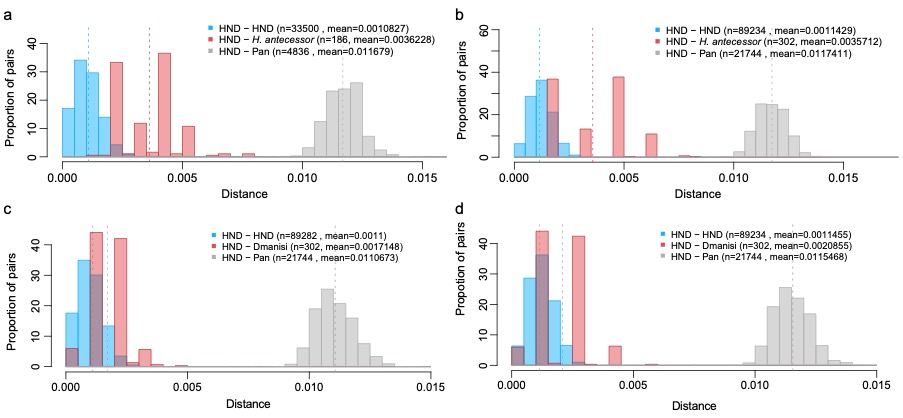 a
HND − HND (n=33500 , mean=0.0010827)
HND − H. antecessor (n=186, mean=0.0036228)
HND − Pan (n=4836 , mean=0.011679)
Proportion of pairs
0
10
20
30
40
0.000
0.005
0.010
0.015
Distance
b
HND − HND (n=89234 , mean=0.0011429)
HND − H. antecessor (n=302, mean=0.0035712)
HND − Pan (n=21744 , mean=0.0117411)
Proportion of pairs
0
20
40
60
0.000
0.005
0.010
0.015
Distance
c
HND − HND (n=89282 , mean=0.0011)
HND − Dmanisi (n=302, mean=0.0017148)
HND − Pan (n=21744 , mean=0.0110673)
Proportion of pairs
0
10
20
30
40
0.000
0.005
0.010
0.015
Distance
d
HND − HND (n=89234 , mean=0.0011455)
HND − Dmanisi (n=302, mean=0.0020855)
HND − Pan (n=21744 , mean=0.0115468)
Propotion of pairs
0
10
20
30
40
0.000
0.005
0.010
0.015
Distance